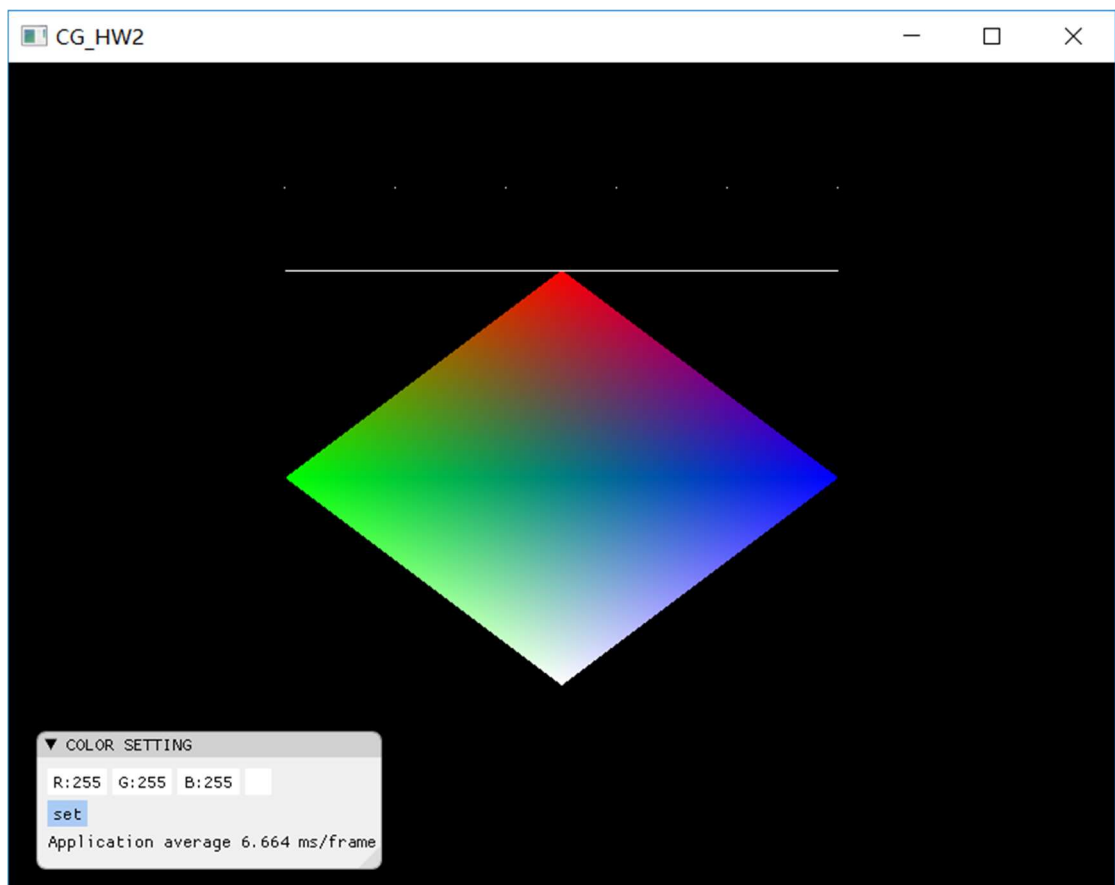 CG_HW2
COLOR SETTING
R:255 G:255 B:255
set
Application average 6.664 ms/frame